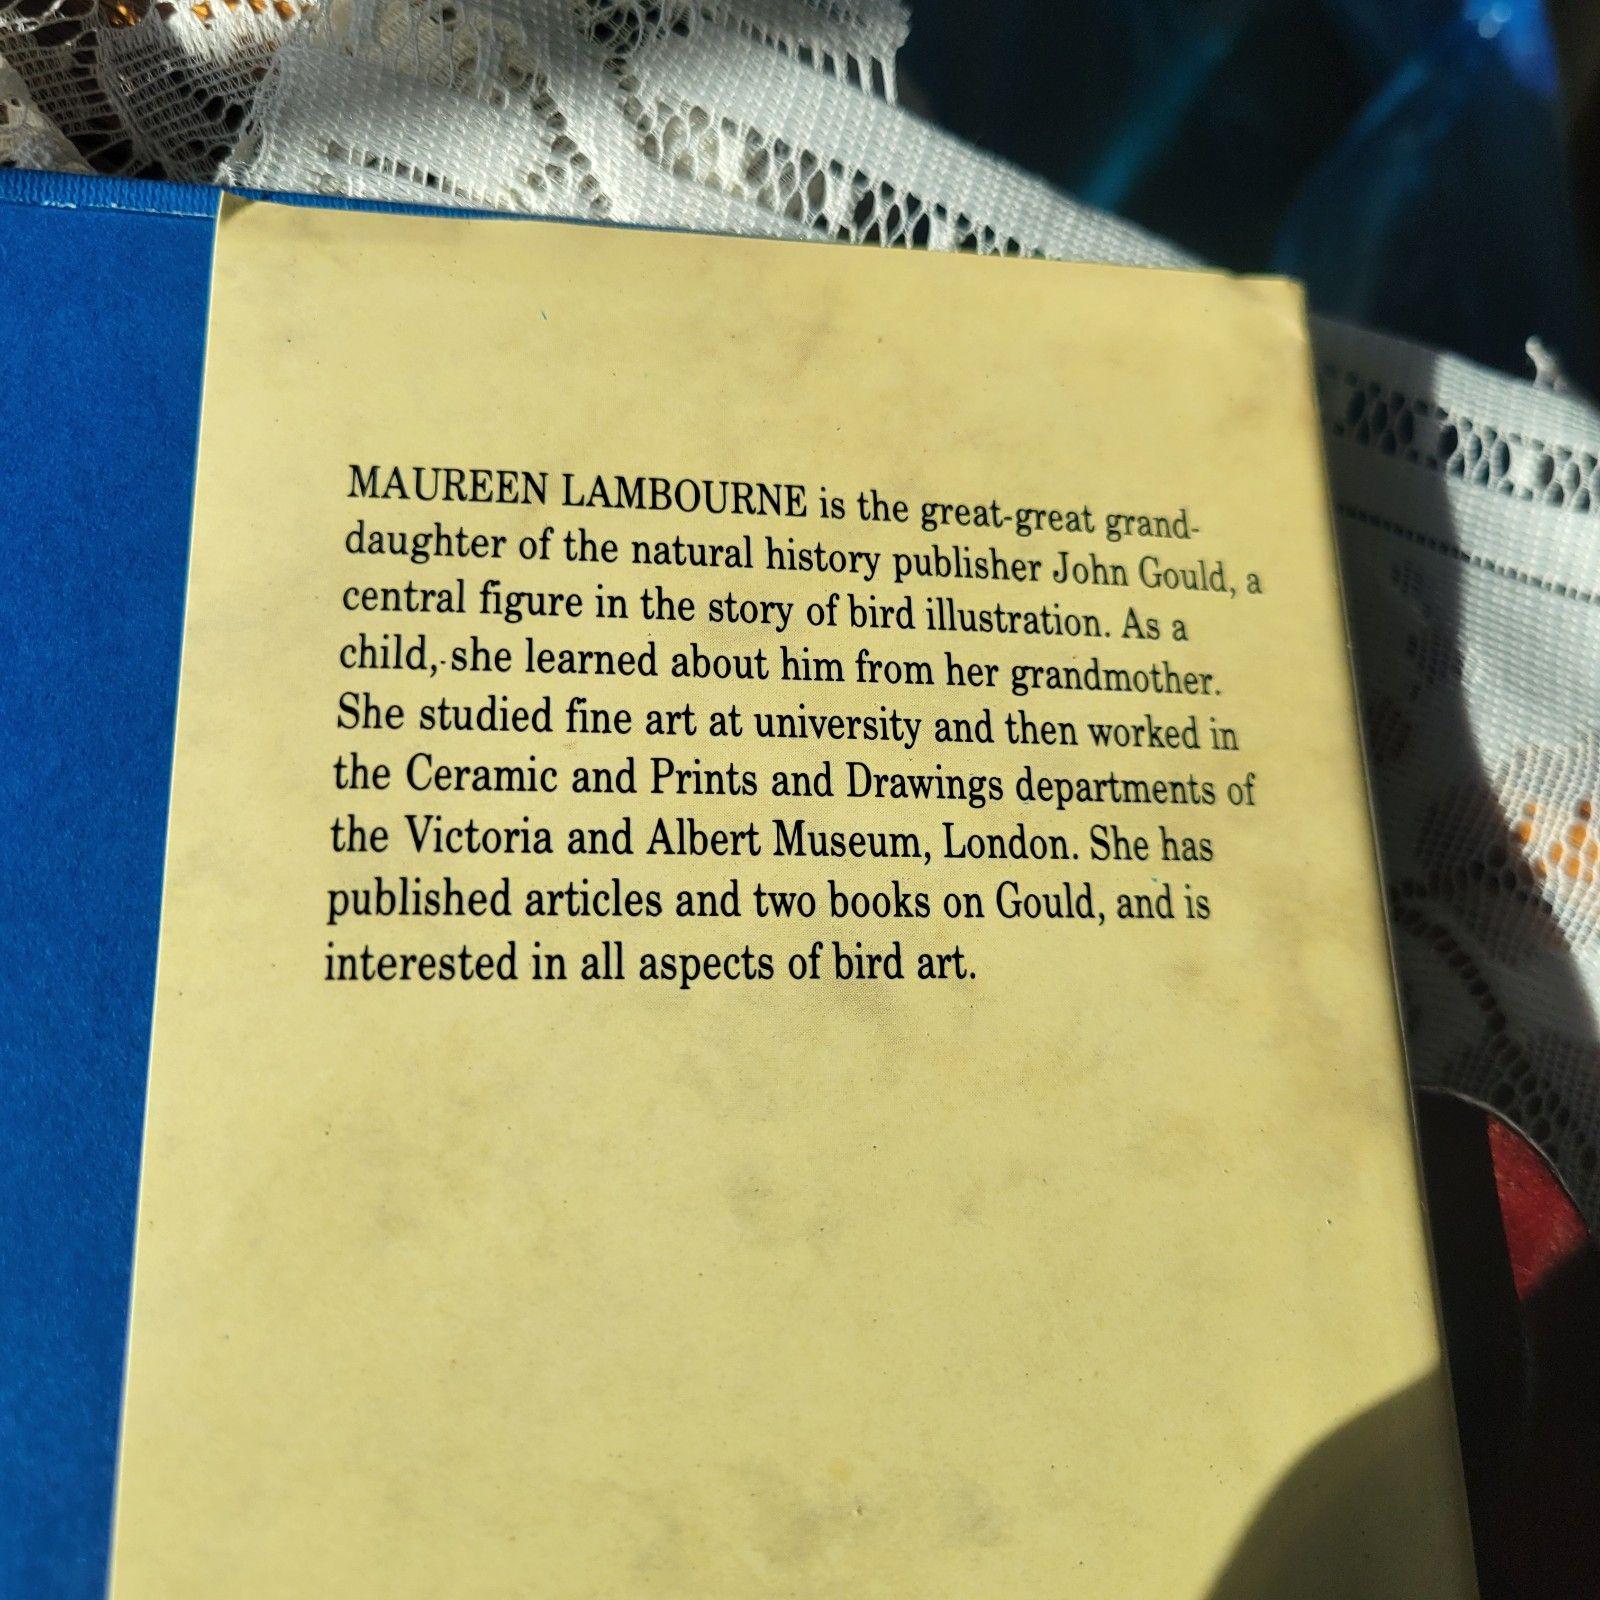 MAUREEN LAMBOURNE is the great-great grand-
daughter of the natural history publisher John Gould, a
central figure in the story of bird illustration. As a
child, she learned about him from her grandmother.
She studied fine art at university and then worked in
the Ceramic and Prints and Drawings departments of
the Victoria and Albert Museum, London. She has
published articles and two books on Gould, and is
interested in all aspects of bird art.